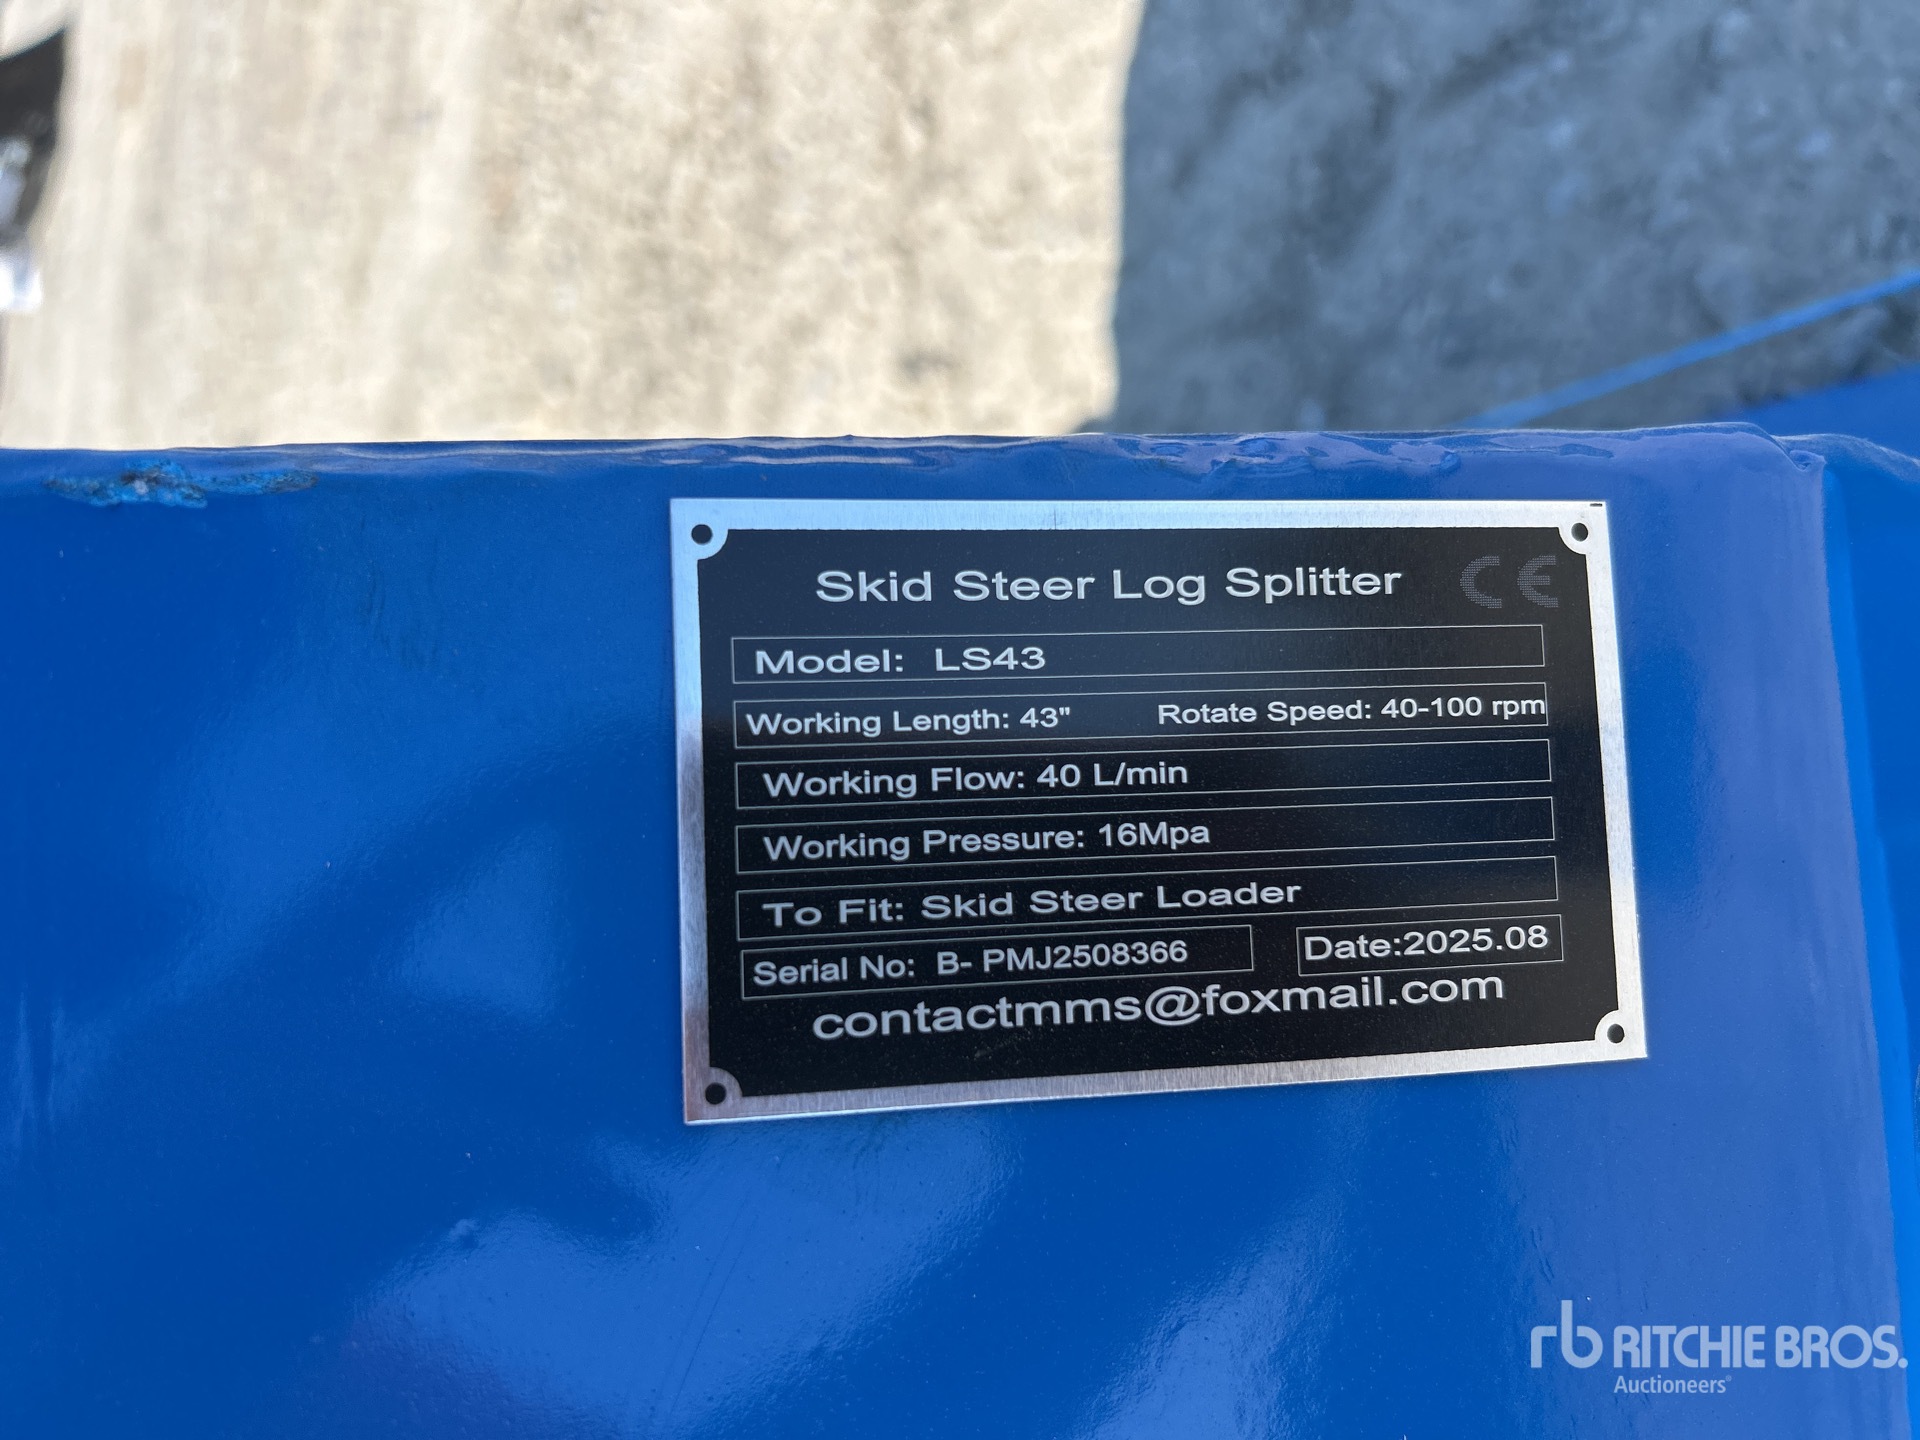 Skid Steer Log Splitter CE
Model: LS43
Working Length: 43" Rotate Speed: 40-100 rpm
Working Flow: 40 L/min
Working Pressure: 16Mpa
To Fit: Skid Steer Loader
Serial No: B- PMJ2508366 Date:2025.08
contactmms@foxmail.com
rb RITCHIE BROS.
Auctioneers®